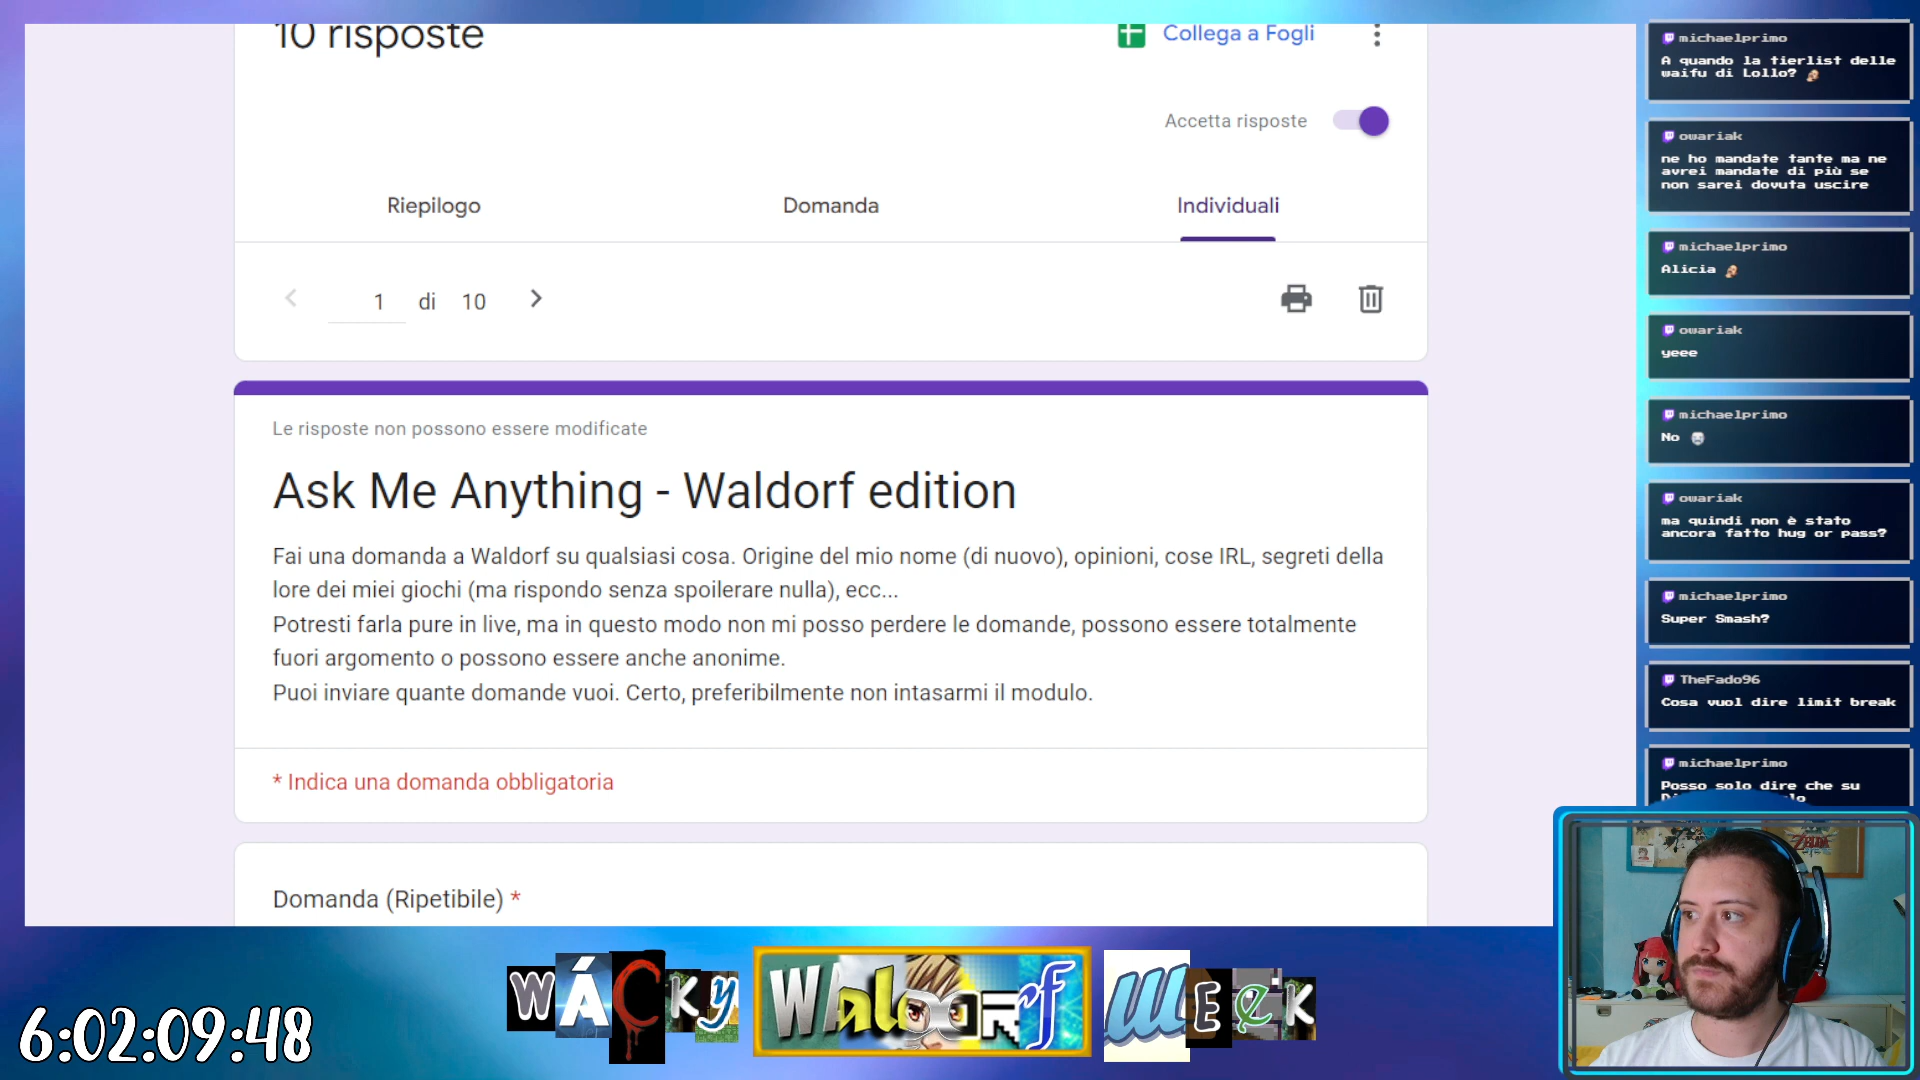 10 risposte
Collega a Fogli
Accetta risposte
Riepilogo
Domanda
Individuali
1 di 10
Le risposte non possono essere modificate
Ask Me Anything - Waldorf edition
Fai una domanda a Waldorf su qualsiasi cosa. Origine del mio nome (di nuovo), opinioni, cose IRL, segreti della
lore dei miei giochi (ma rispondo senza spoilerare nulla), ecc...
Potresti farla pure in live, ma in questo modo non mi posso perdere le domande, possono essere totalmente
fuori argomento o possono essere anche anonime.
Puoi inviare quante domande vuoi. Certo, preferibilmente non intasarmi il modulo.
* Indica una domanda obbligatoria
Domanda (Ripetibile) *
michaelprimo
A quando la tierlist delle
waifu di Lollo?
owariak
ne ho mandate tante ma ne
avrei mandate di più se
non sarei dovuta uscire
michaelprimo
Alicia
owariak
yeee
michaelprimo
No
owariak
ma quindi non è stato
ancora fatto hug or pass?
michaelprimo
Super Smash?
TheFado96
Cosa vuol dire limit break
michaelprimo
Posso solo dire che su
6:02:09:48
WÁCKy Waldorf WEEK
ZELDA